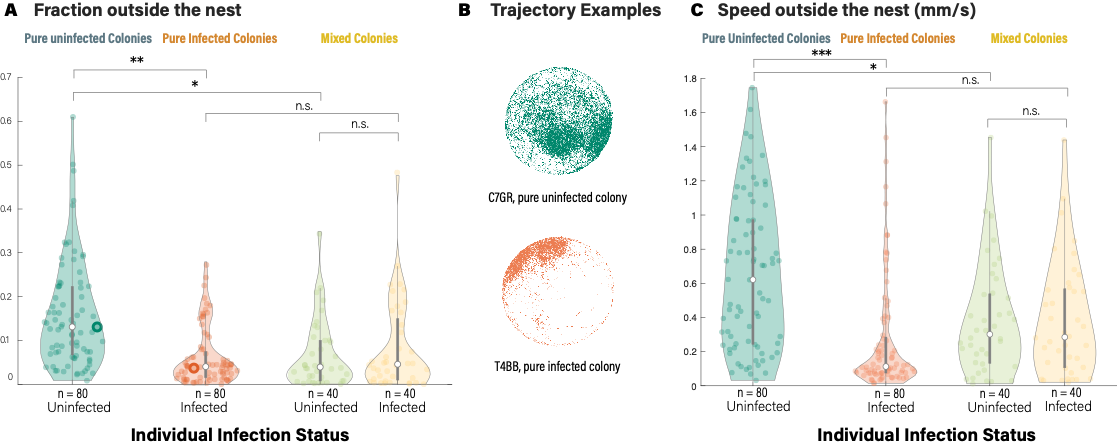 A Fraction outside the nest
Pure uninfected Colonies Pure Infected Colonies Mixed Colonies
**
*
n.s.
n.s.
0.7
0.6
0.5
0.4
0.3
0.2
0.1
0
n = 80 n = 80 n = 40 n = 40
Uninfected Infected Uninfected Infected
Individual Infection Status
B Trajectory Examples
C7GR, pure uninfected colony
T4BB, pure infected colony
C Speed outside the nest (mm/s)
Pure Uninfected Colonies Pure Infected Colonies Mixed Colonies
***
*
n.s.
n.s.
1.8
1.6
1.4
1.2
1
0.8
0.6
0.4
0.2
0
n = 80 n = 80 n = 40 n = 40
Uninfected Infected Uninfected Infected
Individual Infection Status